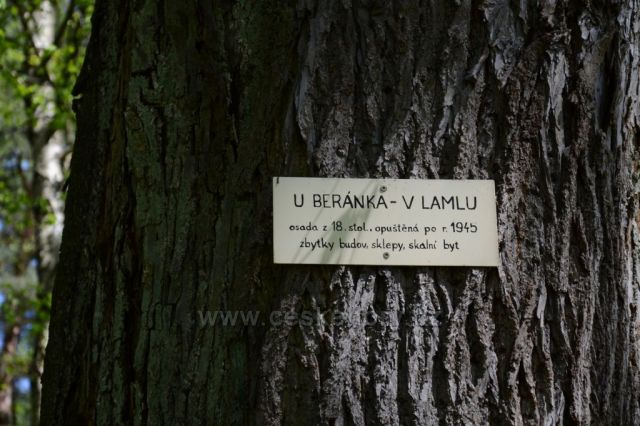 U BERÁNKA - V LAMLU
osada z 18. stol., opuštěná po r. 1945
zbytky budov, sklepy, skalní byt